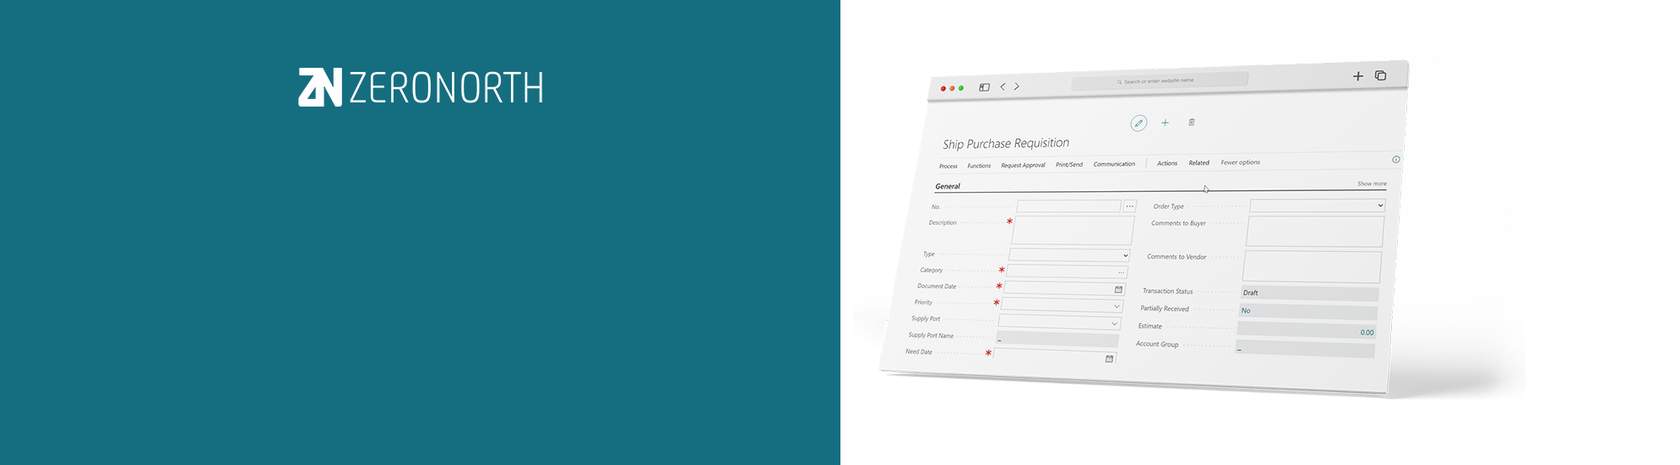 ZN ZERONORTH
Search or enter website name
Ship Purchase Requisition
Process Functions Request Approval Print/Send Communication Actions Related Fewer options
General Show more
No.
Description *
Type
Category *
Document Date *
Priority *
Supply Port
Supply Port Name
Need Date *
Order Type
Comments to Buyer
Comments to Vendor
Transaction Status Draft
Partially Received No
Estimate 0.00
Account Group